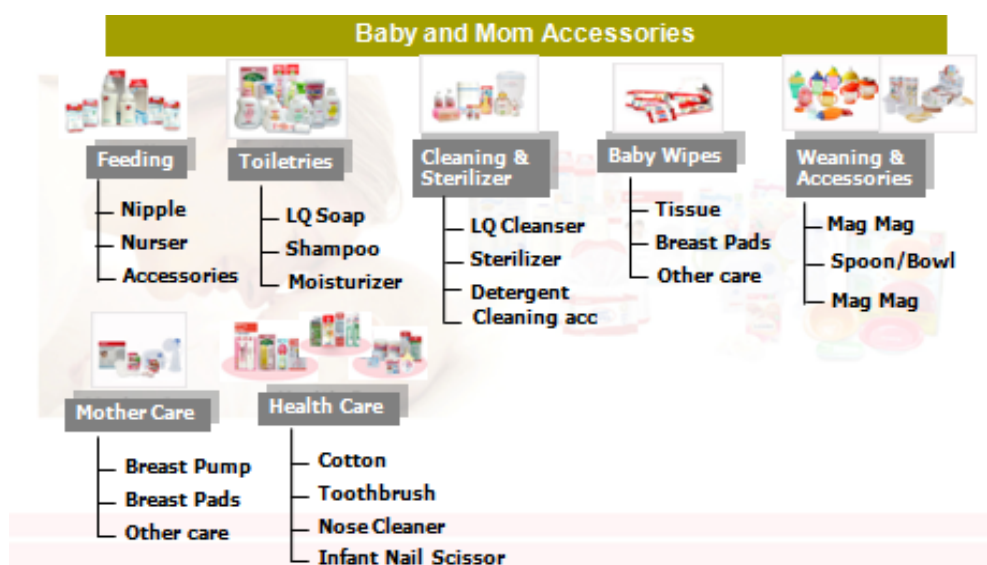 Baby and Mom Accessories
Feeding
Nipple
Nurser
Accessories
Toiletries
LQ Soap
Shampoo
Moisturizer
Cleaning &
Sterilizer
LQ Cleanser
Sterilizer
Detergent
Cleaning acc
Baby Wipes
Tissue
Breast Pads
Other care
Weaning &
Accessories
Mag Mag
Spoon/Bowl
Mag Mag
Mother Care
Breast Pump
Breast Pads
Other care
Health Care
Cotton
Toothbrush
Nose Cleaner
Infant Nail Scissor